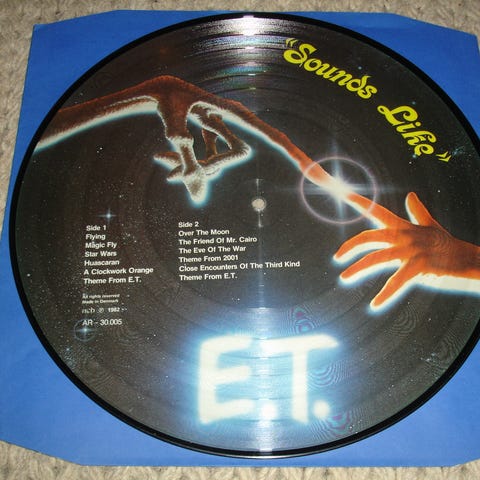 "Sounds Like"
Side 1
Flying
Magic Fly
Star Wars
Huascaran
A Clockwork Orange
Theme From E.T.
Side 2
Over The Moon
The Friend Of Mr. Cairo
The Eve Of The War
Theme From 2001
Close Encounters Of The Third Kind
Theme From E.T.
All rights reserved
Made in Denmark
ncb ℗ 1982
AR - 30.005
E.T.